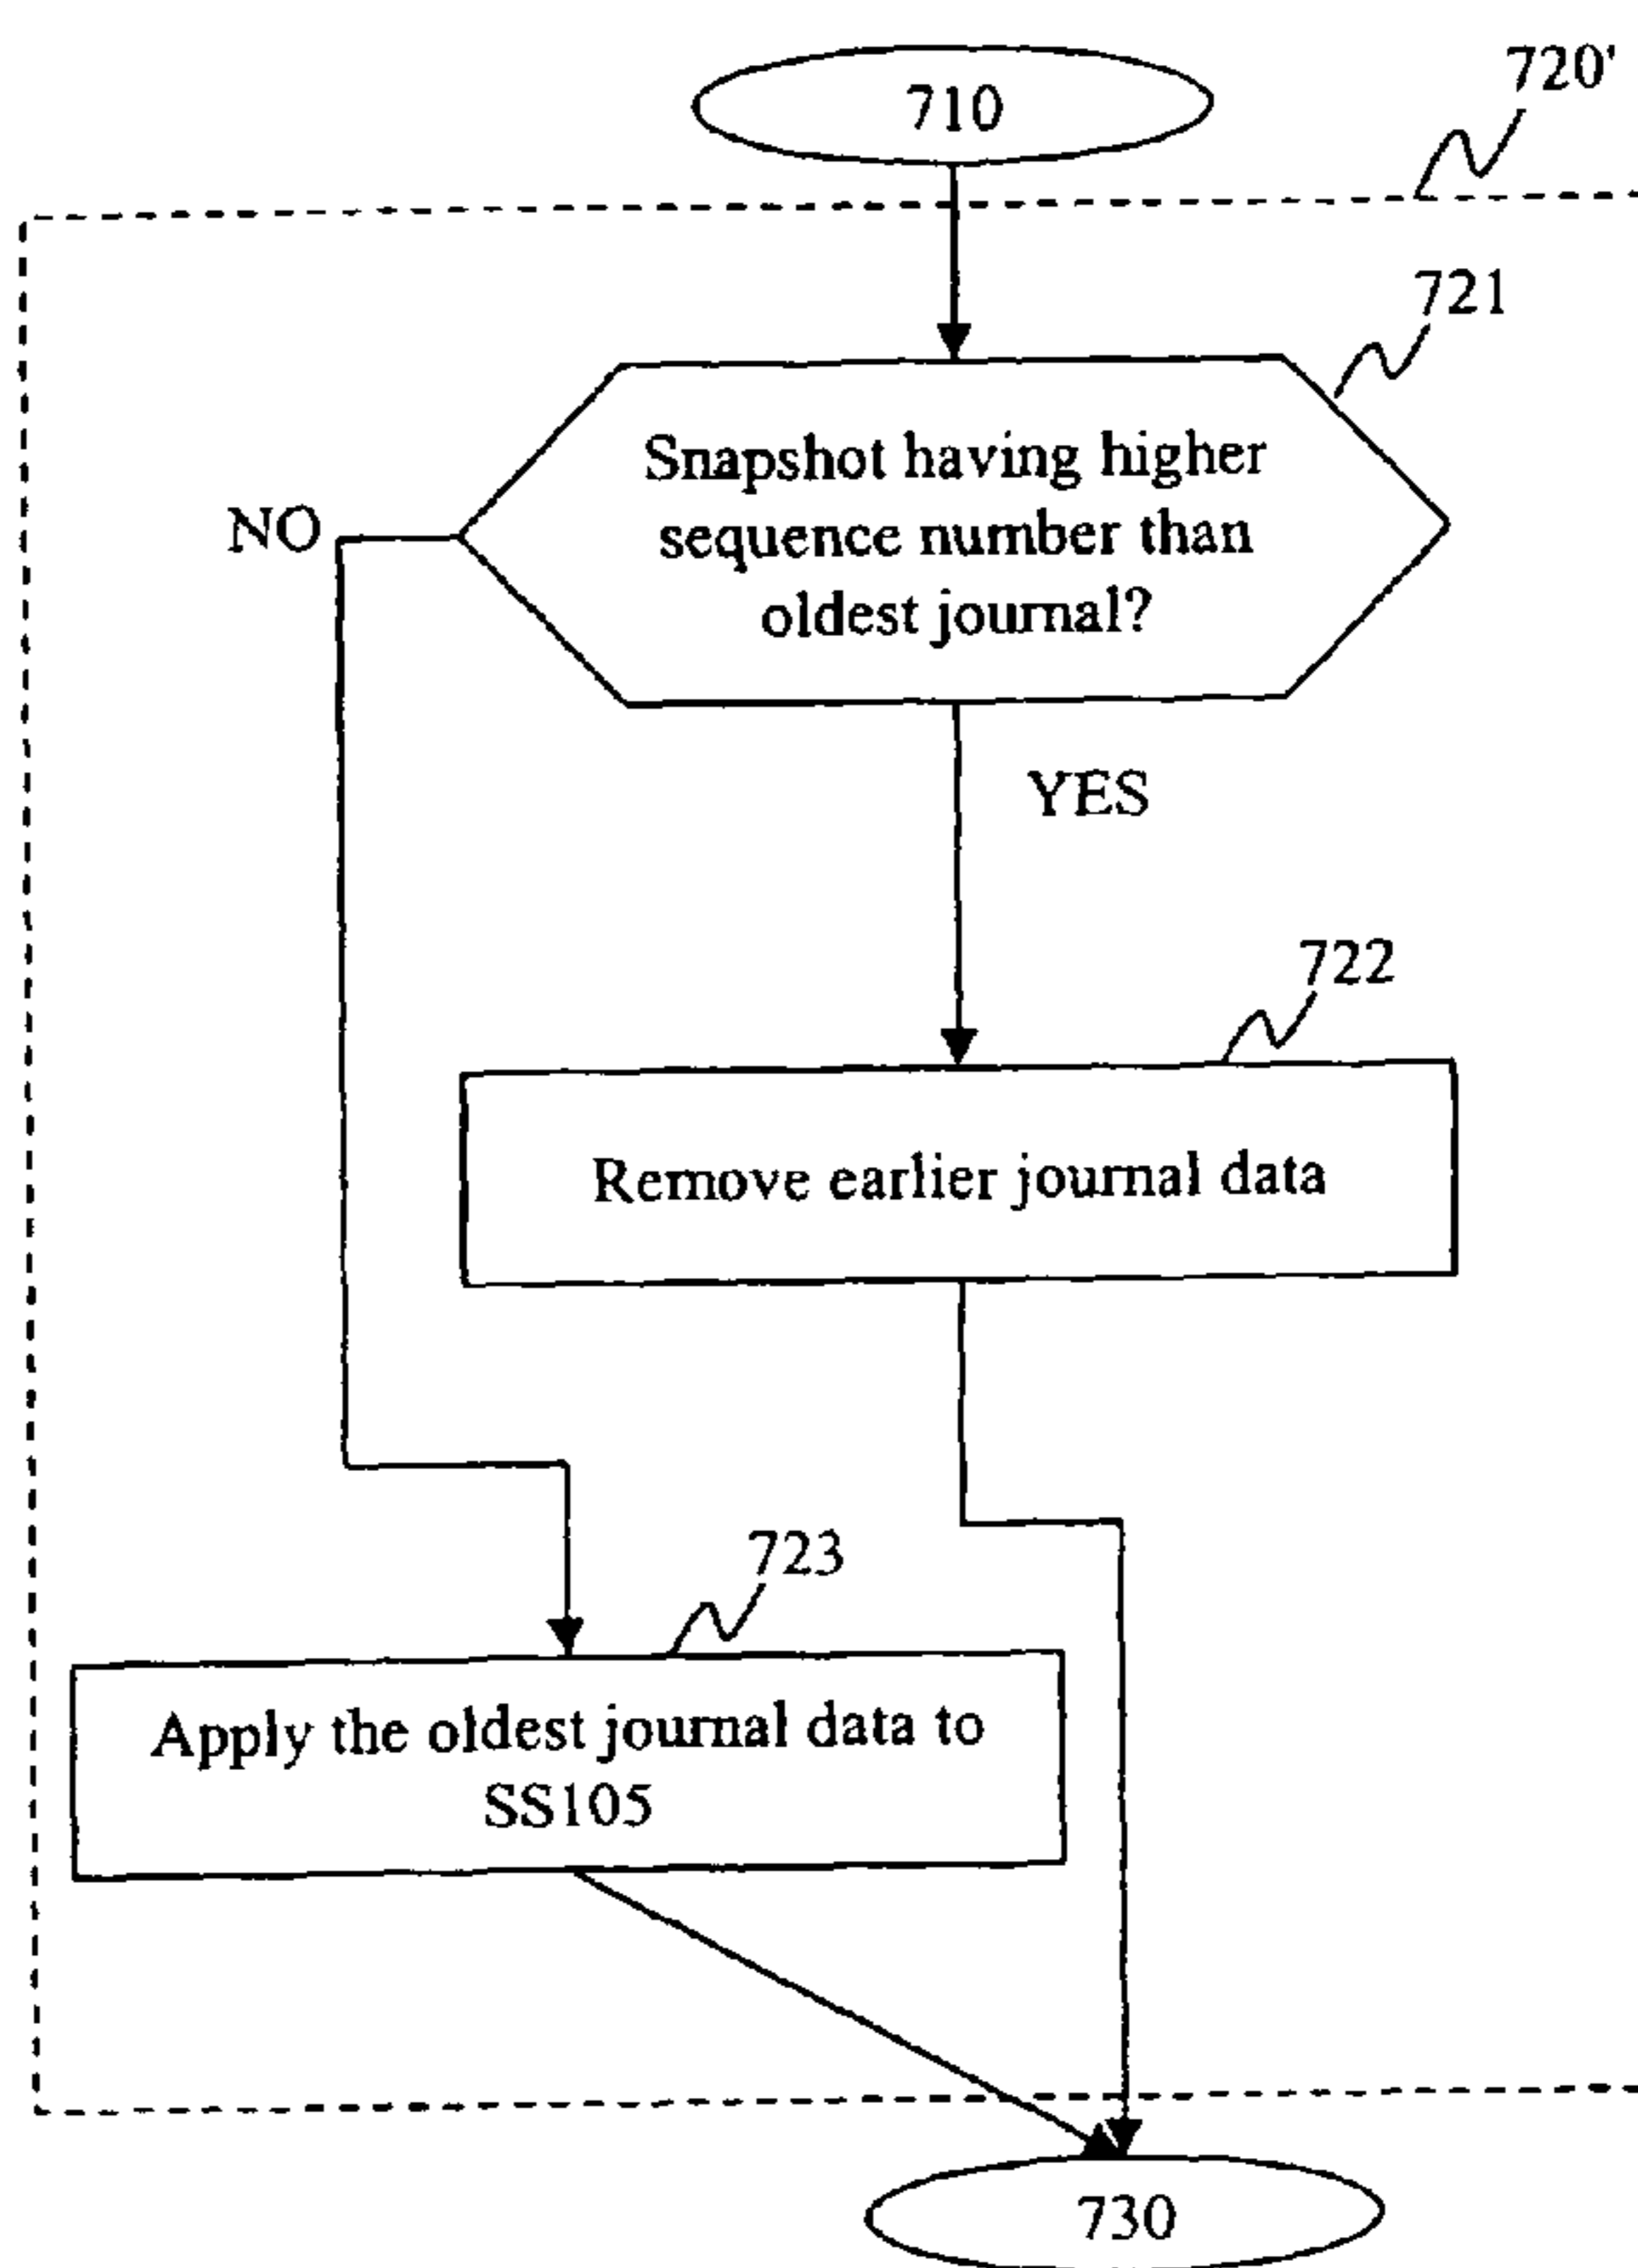 720'
710
721
Snapshot having higher
sequence number than
oldest journal?
NO
YES
722
Remove earlier journal data
723
Apply the oldest journal data to
SS105
730